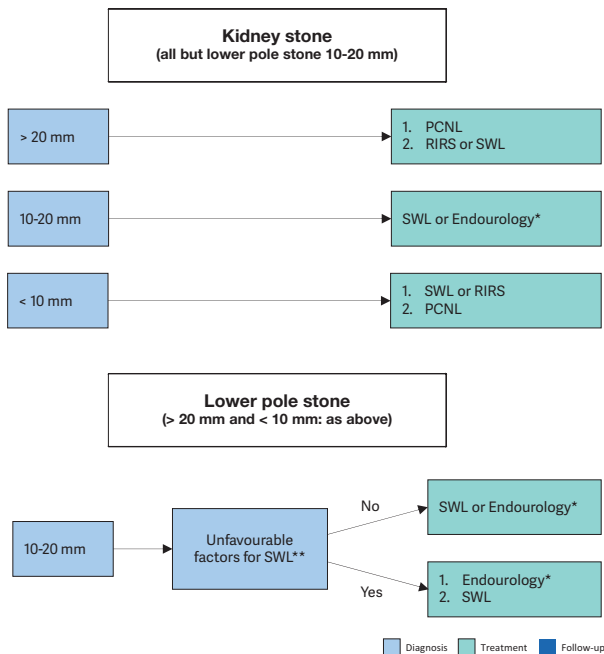 Kidney stone
(all but lower pole stone 10-20 mm)
> 20 mm
1. PCNL
2. RIRS or SWL
10-20 mm
SWL or Endourology*
< 10 mm
1. SWL or RIRS
2. PCNL
Lower pole stone
(> 20 mm and < 10 mm: as above)
10-20 mm
Unfavourable
factors for SWL**
No
SWL or Endourology*
Yes
1. Endourology*
2. SWL
Diagnosis
Treatment
Follow-up